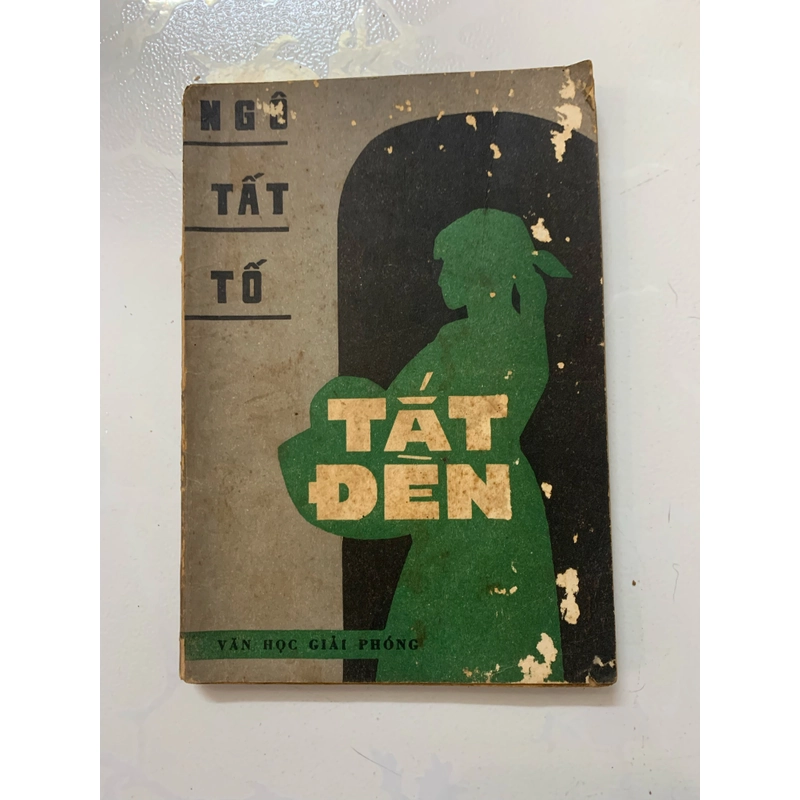 NGÔ
TẤT
TỐ
TẮT
ĐÈN
VĂN HỌC GIẢI PHÓNG